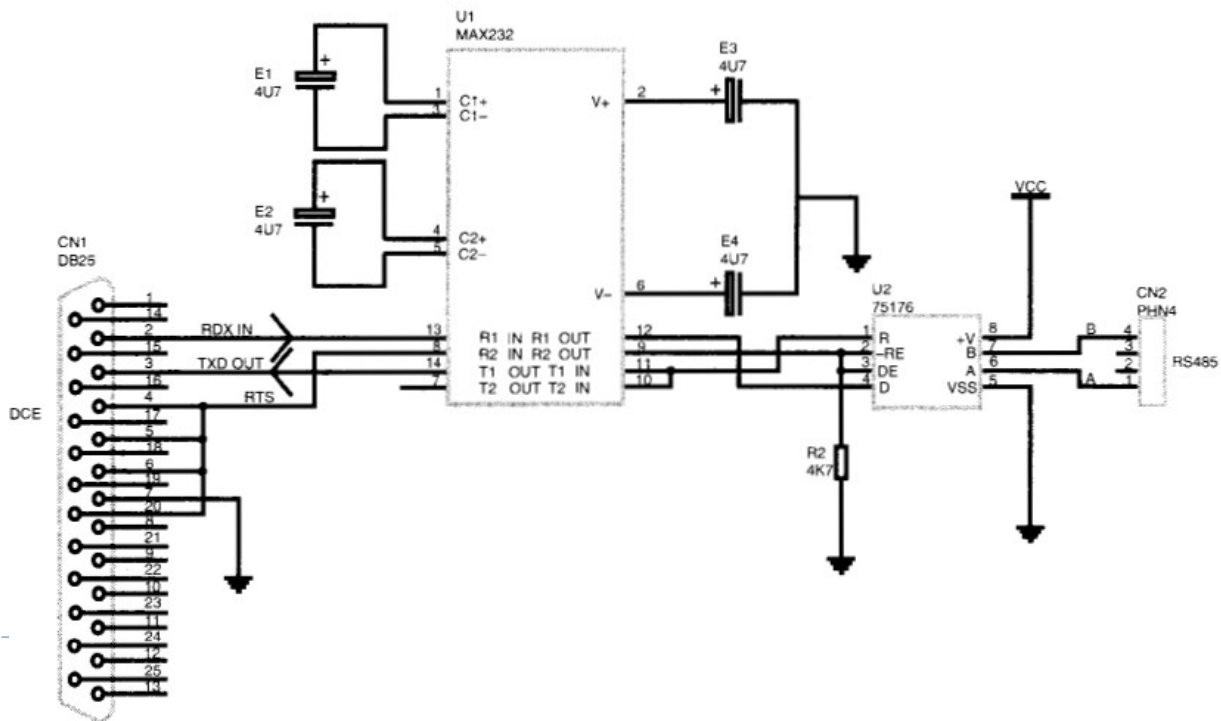 U1
MAX232
E1
4U7
+
1 C1+
3 C1-
V+ 2
+
E3
4U7
E2
4U7
+
4 C2+
5 C2-
V- 6
+
E4
4U7
VCC
CN1
DB25
DCE
1
14
2
15
3
16
4
17
5
18
6
19
7
20
8
21
9
22
10
23
11
24
12
25
13
RDX IN
TXD OUT
RTS
13 R1 IN R1 OUT 12
8 R2 IN R2 OUT 9
14 T1 OUT T1 IN 11
7 T2 OUT T2 IN 10
U2
75176
1 R +V 8
2 -RE B 7
3 DE A 6
4 D VSS 5
R2
4K7
CN2
PHN4
B 4
3
2
A 1
RS485